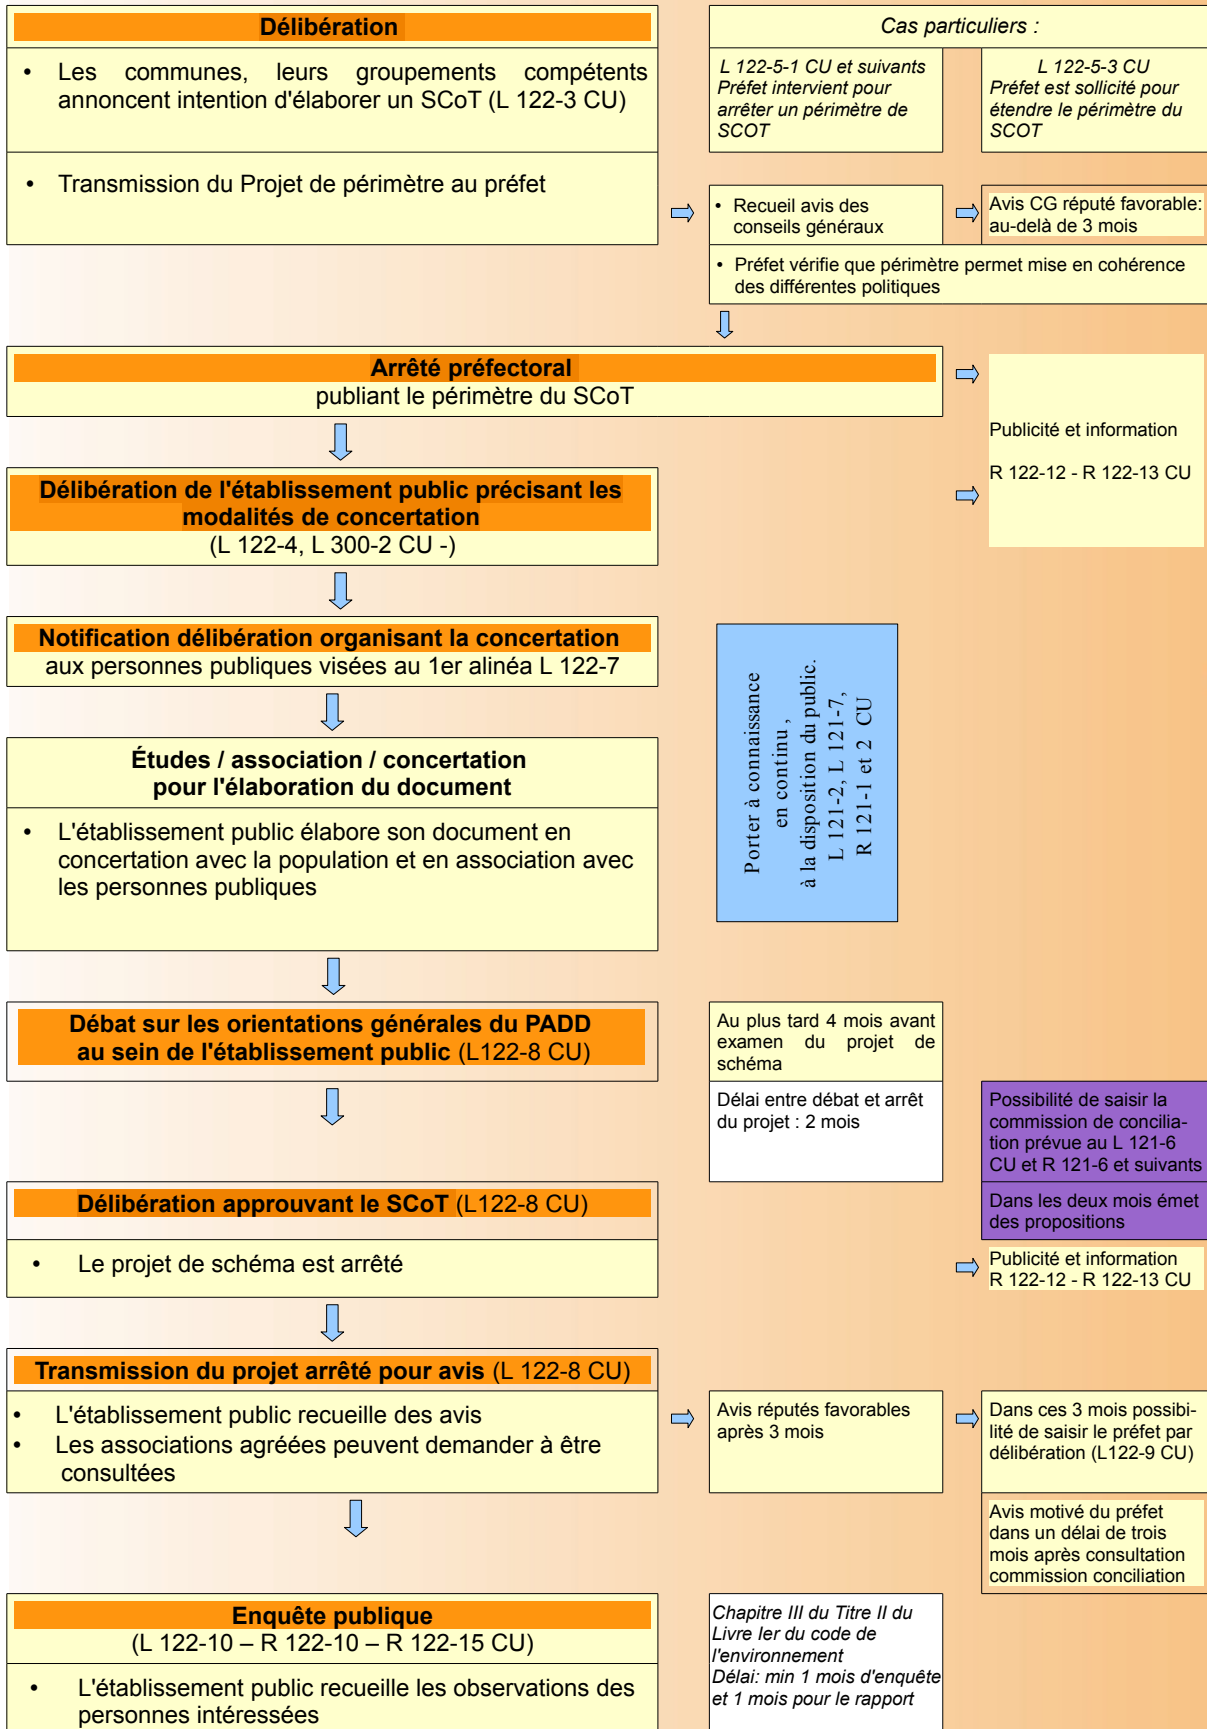 Délibération
• Les communes, leurs groupements compétents
annoncent intention d'élaborer un SCoT (L 122-3 CU)
• Transmission du Projet de périmètre au préfet
Cas particuliers :
L 122-5-1 CU et suivants
Préfet intervient pour
arrêter un périmètre de
SCOT
L 122-5-3 CU
Préfet est sollicité pour
étendre le périmètre du
SCOT
• Recueil avis des
conseils généraux
Avis CG réputé favorable:
au-delà de 3 mois
• Préfet vérifie que périmètre permet mise en cohérence
des différentes politiques
Arrêté préfectoral
publiant le périmètre du SCoT
Publicité et information
R 122-12 - R 122-13 CU
Délibération de l'établissement public précisant les
modalités de concertation
(L 122-4, L 300-2 CU -)
Notification délibération organisant la concertation
aux personnes publiques visées au 1er alinéa L 122-7
Porter à connaissance
en continu ,
à la disposition du public.
L 121-2, L 121-7,
R 121-1 et 2 CU
Études / association / concertation
pour l'élaboration du document
• L'établissement public élabore son document en
concertation avec la population et en association avec
les personnes publiques
Débat sur les orientations générales du PADD
au sein de l'établissement public (L122-8 CU)
Au plus tard 4 mois avant
examen du projet de
schéma
Délai entre débat et arrêt
du projet : 2 mois
Possibilité de saisir la
commission de concilia-
tion prévue au L 121-6
CU et R 121-6 et suivants
Dans les deux mois émet
des propositions
Délibération approuvant le SCoT (L122-8 CU)
• Le projet de schéma est arrêté
Publicité et information
R 122-12 - R 122-13 CU
Transmission du projet arrêté pour avis (L 122-8 CU)
• L'établissement public recueille des avis
• Les associations agréées peuvent demander à être
consultées
Avis réputés favorables
après 3 mois
Dans ces 3 mois possibi-
lité de saisir le préfet par
délibération (L122-9 CU)
Avis motivé du préfet
dans un délai de trois
mois après consultation
commission conciliation
Enquête publique
(L 122-10 – R 122-10 – R 122-15 CU)
• L'établissement public recueille les observations des
personnes intéressées
Chapitre III du Titre II du
Livre Ier du code de
l'environnement
Délai: min 1 mois d'enquête
et 1 mois pour le rapport